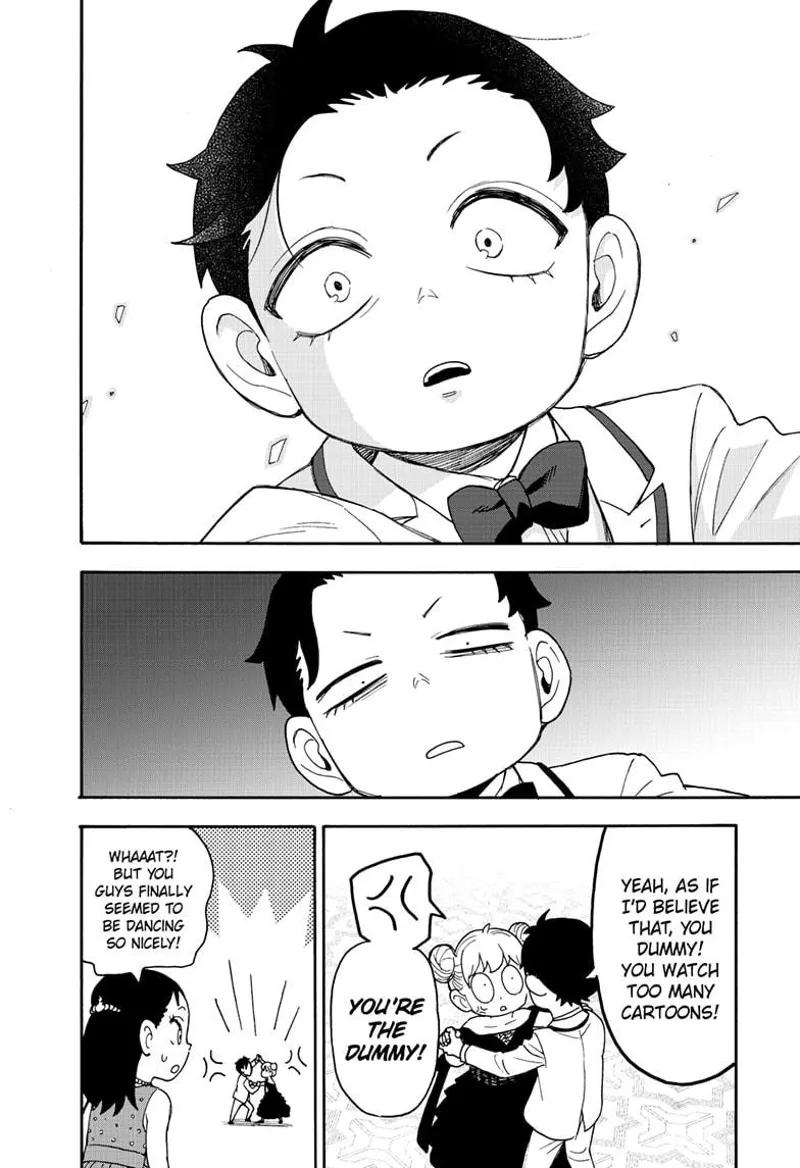 YEAH, AS IF
I'D BELIEVE
THAT, YOU
DUMMY!
YOU WATCH
TOO MANY
CARTOONS!
YOU'RE
THE
DUMMY!
WHAAAT?!
BUT YOU
GUYS FINALLY
SEEMED TO
BE DANCING
SO NICELY!